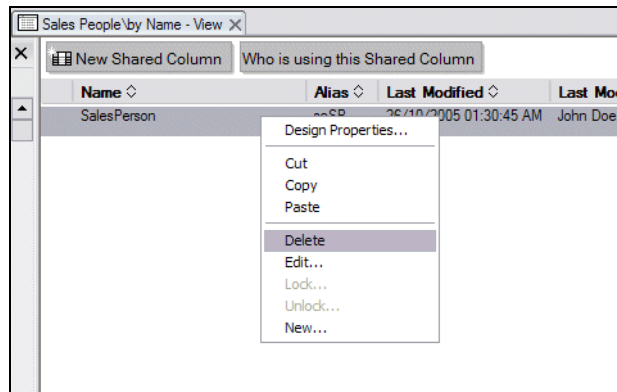 Sales People\by Name - View
New Shared Column Who is using this Shared Column
Name Alias Last Modified Last Mo
SalesPerson 26/10/2005 01:30:45 AM John Doe
Design Properties...
Cut
Copy
Paste
Delete
Edit...
Lock...
Unlock...
New...